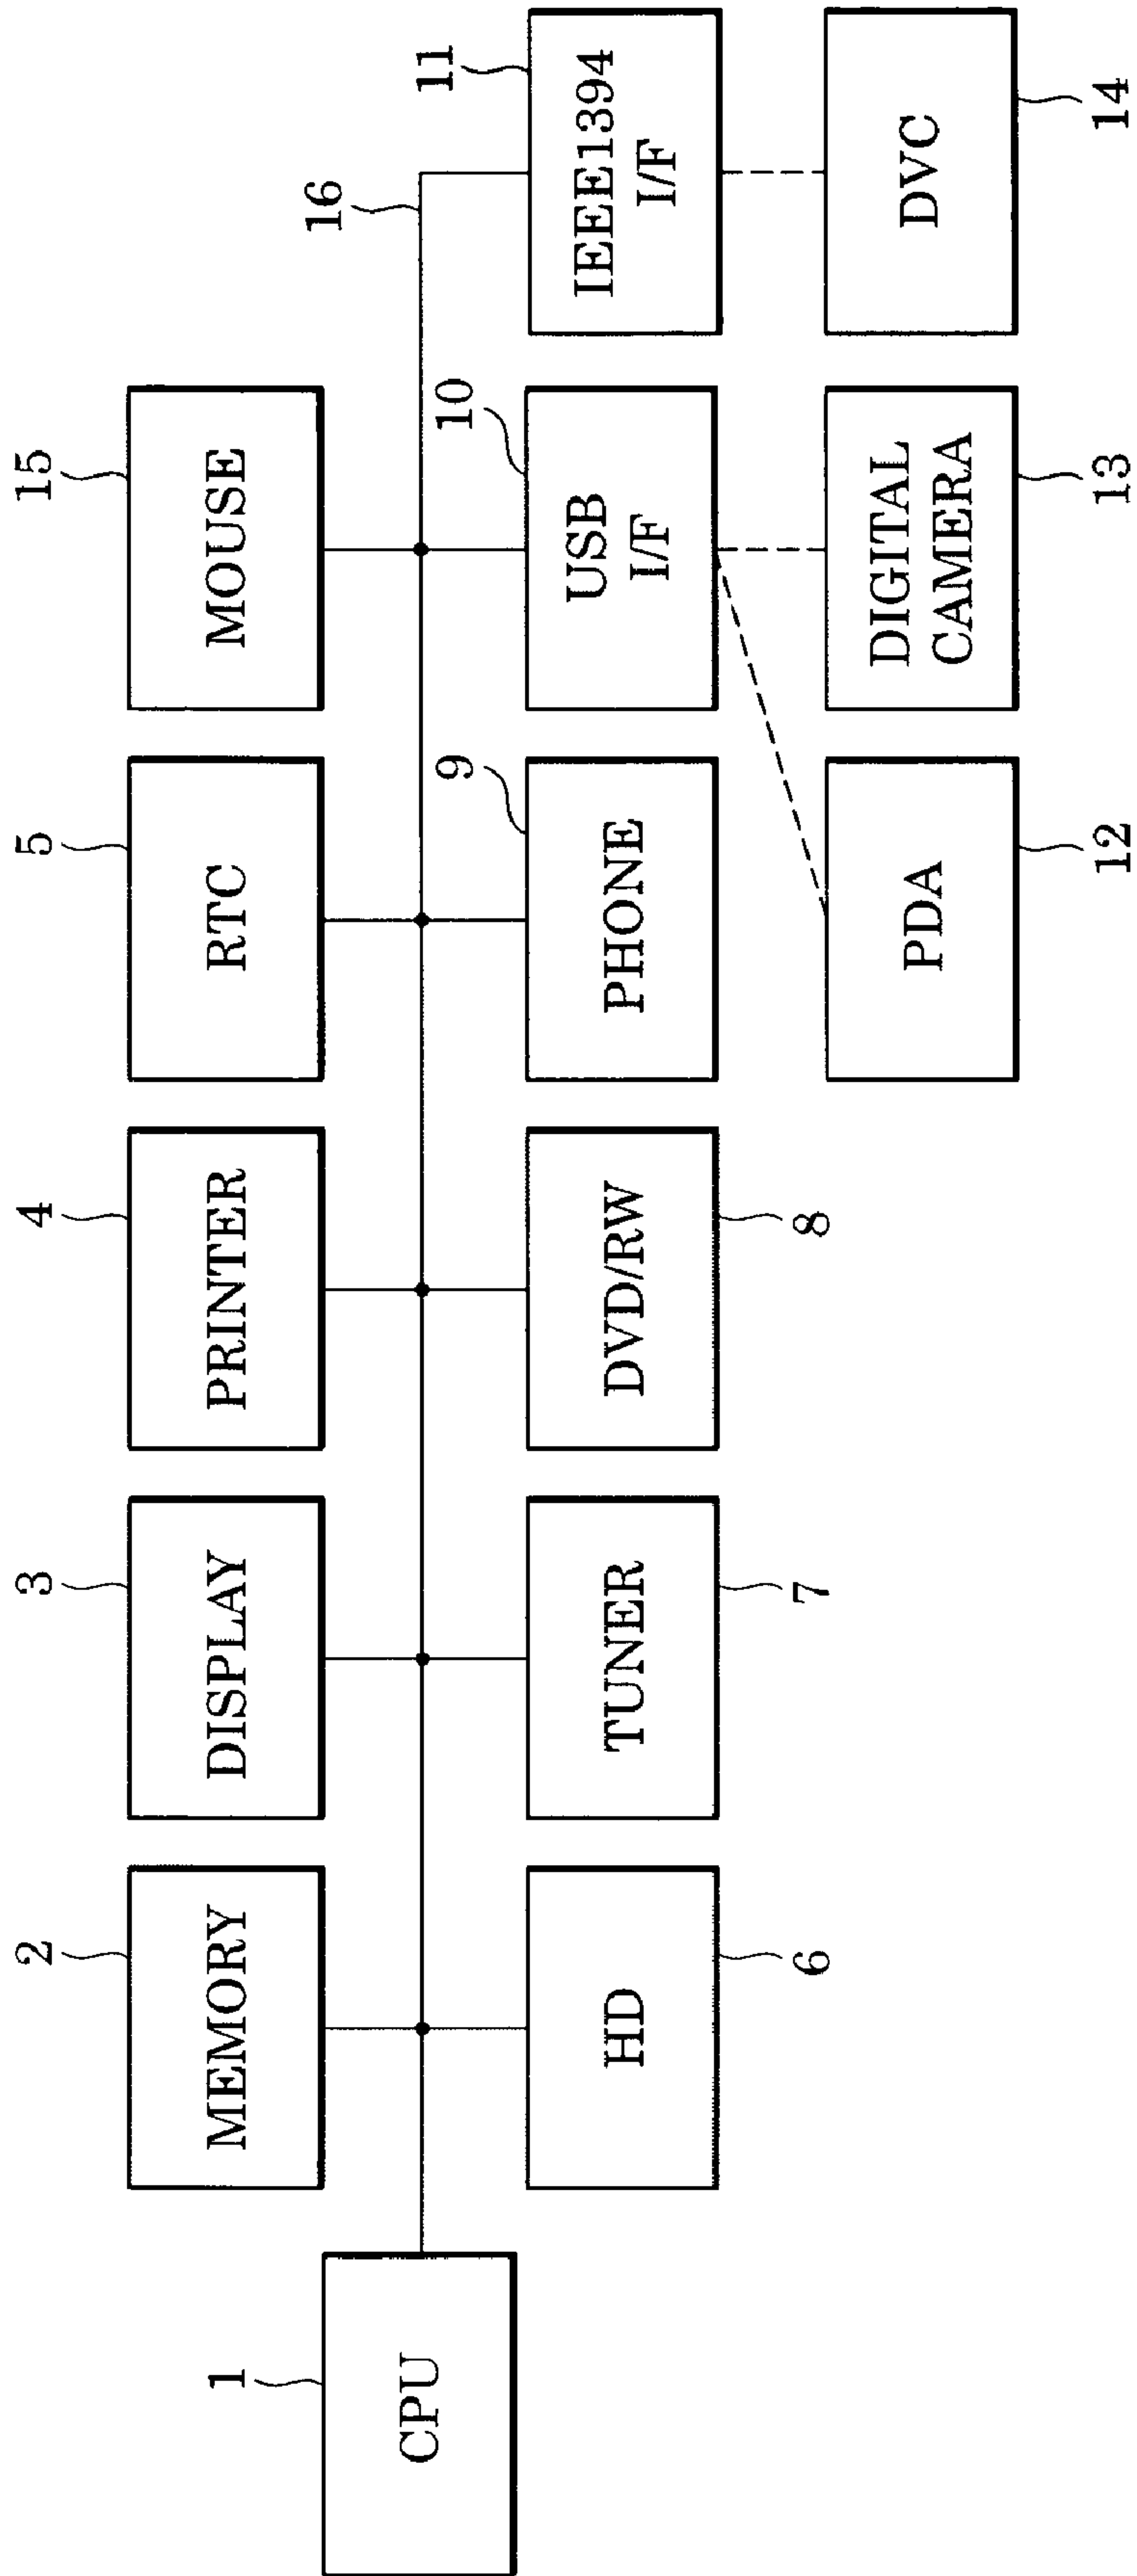 2
3
4
5
15
MEMORY
DISPLAY
PRINTER
RTC
MOUSE
1
16
CPU
9
10
11
HD
TUNER
DVD/RW
PHONE
USB
I/F
IEEE1394
I/F
6
7
8
PDA
DIGITAL
CAMERA
DVC
12
13
14